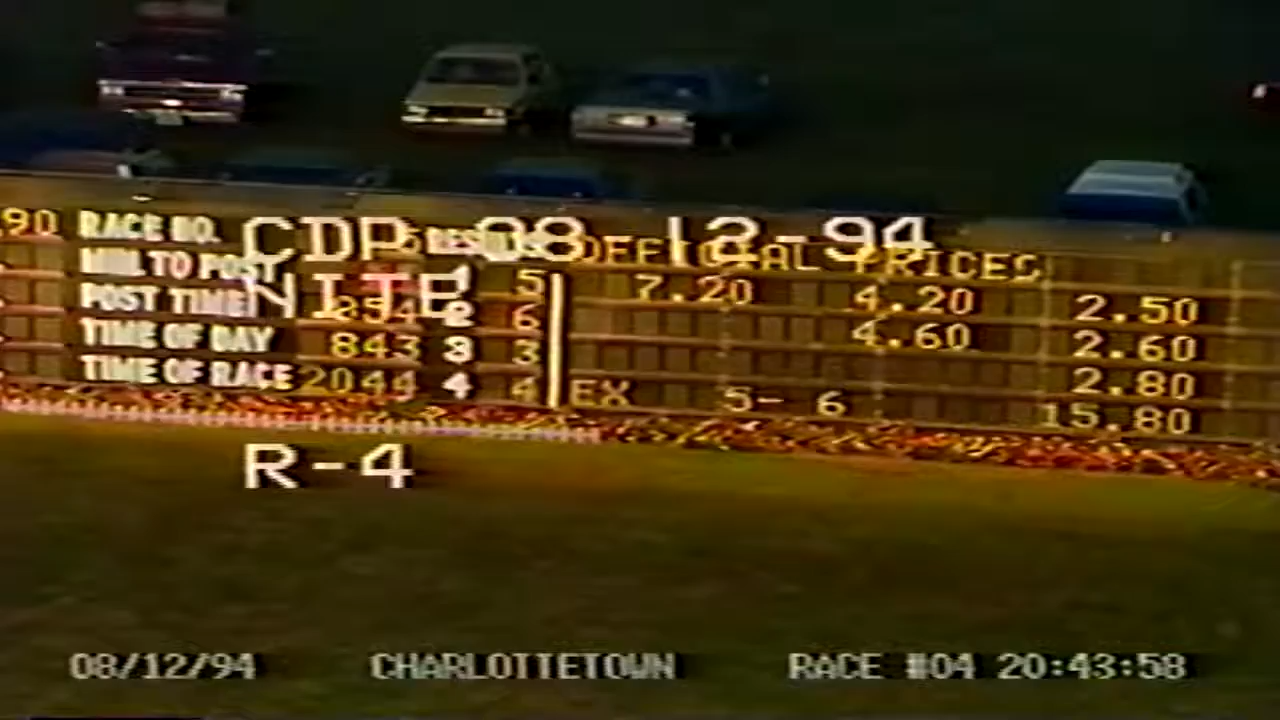 CDP 08 12-94
NITE
R-4
90 RACE NO. RESULTS OFFICIAL PRICES
MIN. TO POST 1 5 7.20 4.20 2.50
POST TIME 854 2 6 4.60 2.60
TIME OF DAY 843 3 3 2.80
TIME OF RACE 2044 4 4 EX 5- 6 15.80
08/12/94 CHARLOTTETOWN RACE #04 20:43:58